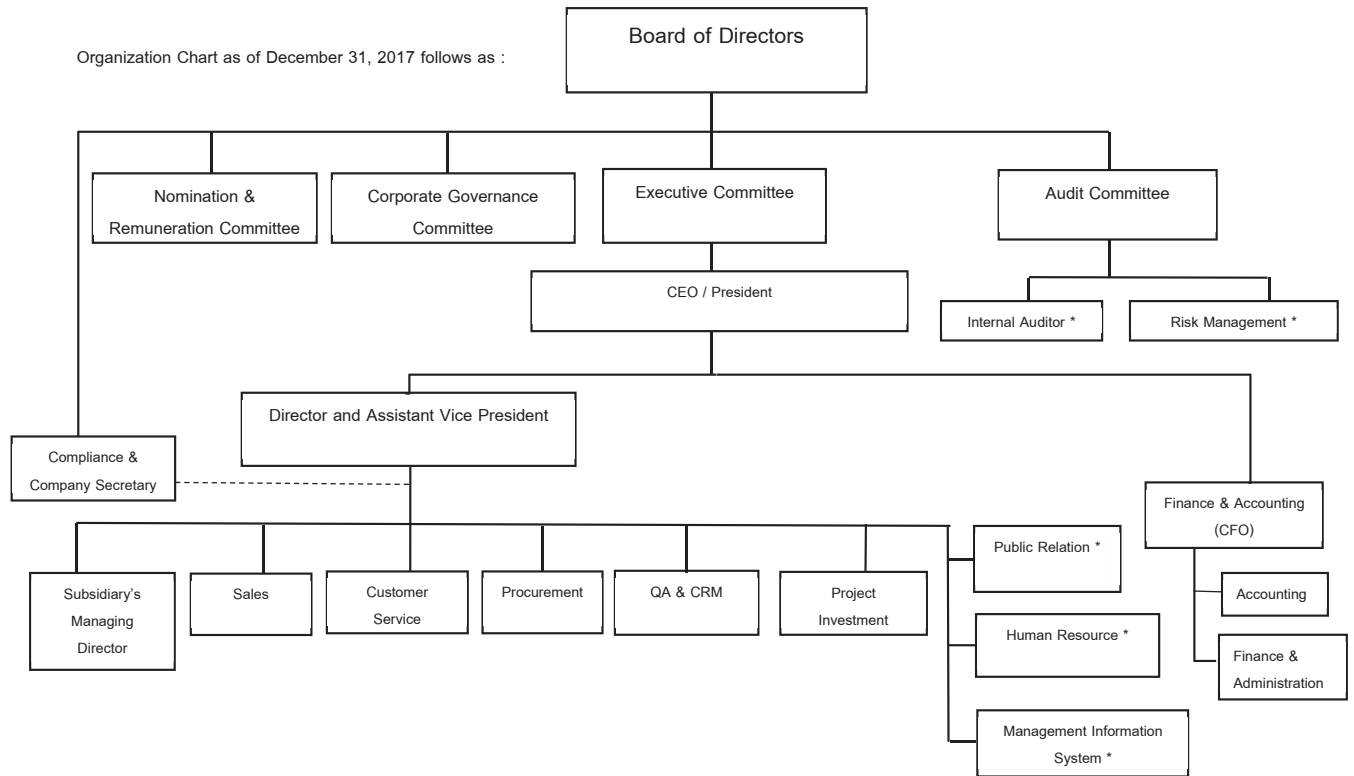 Board of Directors
Organization Chart as of December 31, 2017 follows as :
Nomination &
Remuneration Committee
Corporate Governance
Committee
Executive Committee
Audit Committee
CEO / President
Internal Auditor *
Risk Management *
Director and Assistant Vice President
Compliance &
Company Secretary
Finance & Accounting
(CFO)
Public Relation *
Subsidiary's
Managing
Director
Sales
Customer
Service
Procurement
QA & CRM
Project
Investment
Accounting
Human Resource *
Finance &
Administration
Management Information
System *